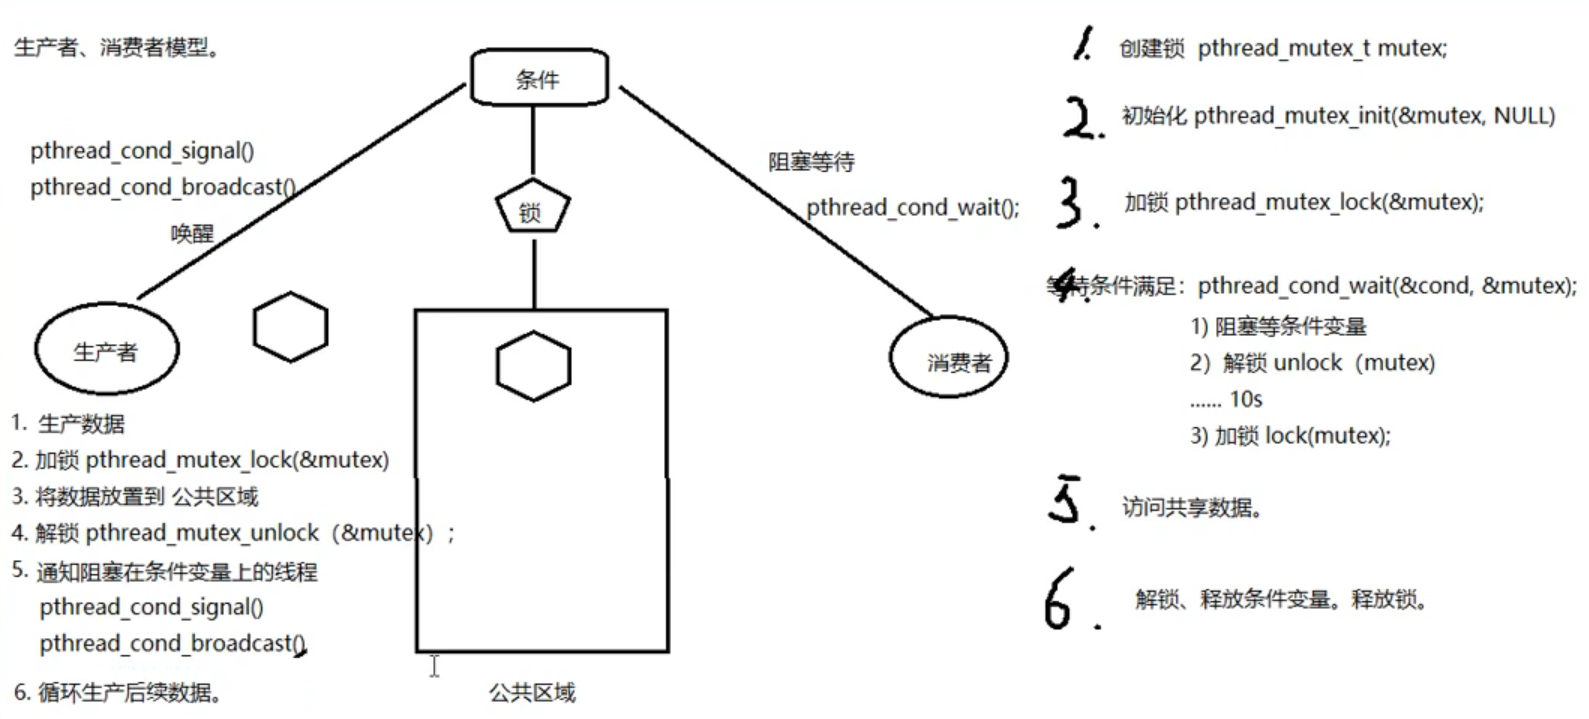 生产者、消费者模型。
条件
pthread_cond_signal()
pthread_cond_broadcast()
唤醒
锁
阻塞等待
pthread_cond_wait();
生产者
消费者
1. 生产数据
2. 加锁 pthread_mutex_lock(&mutex)
3. 将数据放置到 公共区域
4. 解锁 pthread_mutex_unlock（&mutex）;
5. 通知阻塞在条件变量上的线程
pthread_cond_signal()
pthread_cond_broadcast()
6. 循环生产后续数据。
公共区域
1. 创建锁 pthread_mutex_t mutex;
2. 初始化 pthread_mutex_init(&mutex, NULL)
3. 加锁 pthread_mutex_lock(&mutex);
4. 等待条件满足：pthread_cond_wait(&cond, &mutex);
1) 阻塞等条件变量
2）解锁 unlock（mutex)
...... 10s
3) 加锁 lock(mutex);
5. 访问共享数据。
6. 解锁、释放条件变量。释放锁。